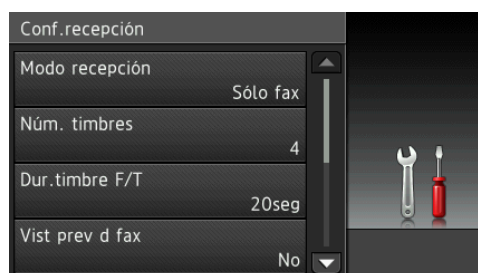 Conf.recepción
Modo recepción
Sólo fax
Núm. timbres
4
Dur.timbre F/T
20seg
Vist prev d fax
No